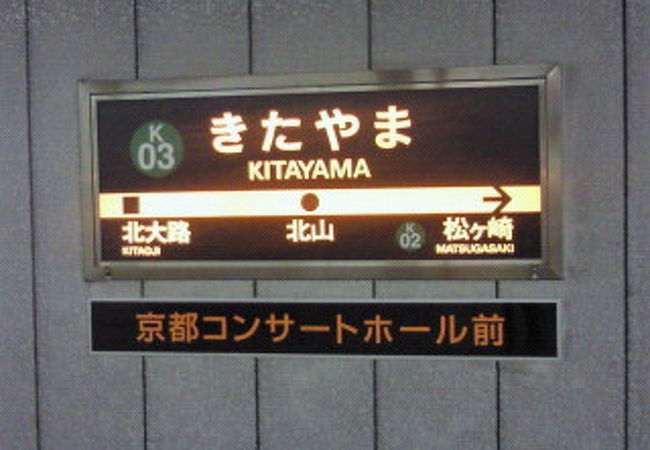 K
03
きたやま
KITAYAMA
北大路
KITAOJI
北山
K
02
松ヶ崎
MATSUGASAKI
京都コンサートホール前